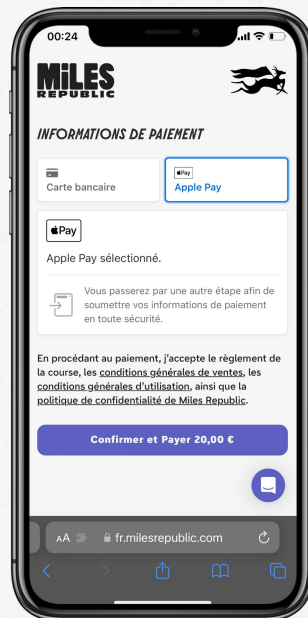 00:24
MiLES
REPUBLIC
INFORMATIONS DE PAIEMENT
Pay
Carte bancaire
Apple Pay
Pay
Apple Pay sélectionné.
Vous passerez par une autre étape afin de
soumettre vos informations de paiement
en toute sécurité.
En procédant au paiement, j'accepte le règlement de
la course, les conditions générales de ventes, les
conditions générales d'utilisation, ainsi que la
politique de confidentialité de Miles Republic.
Confirmer et Payer 20,00 €
AA
fr.milesrepublic.com